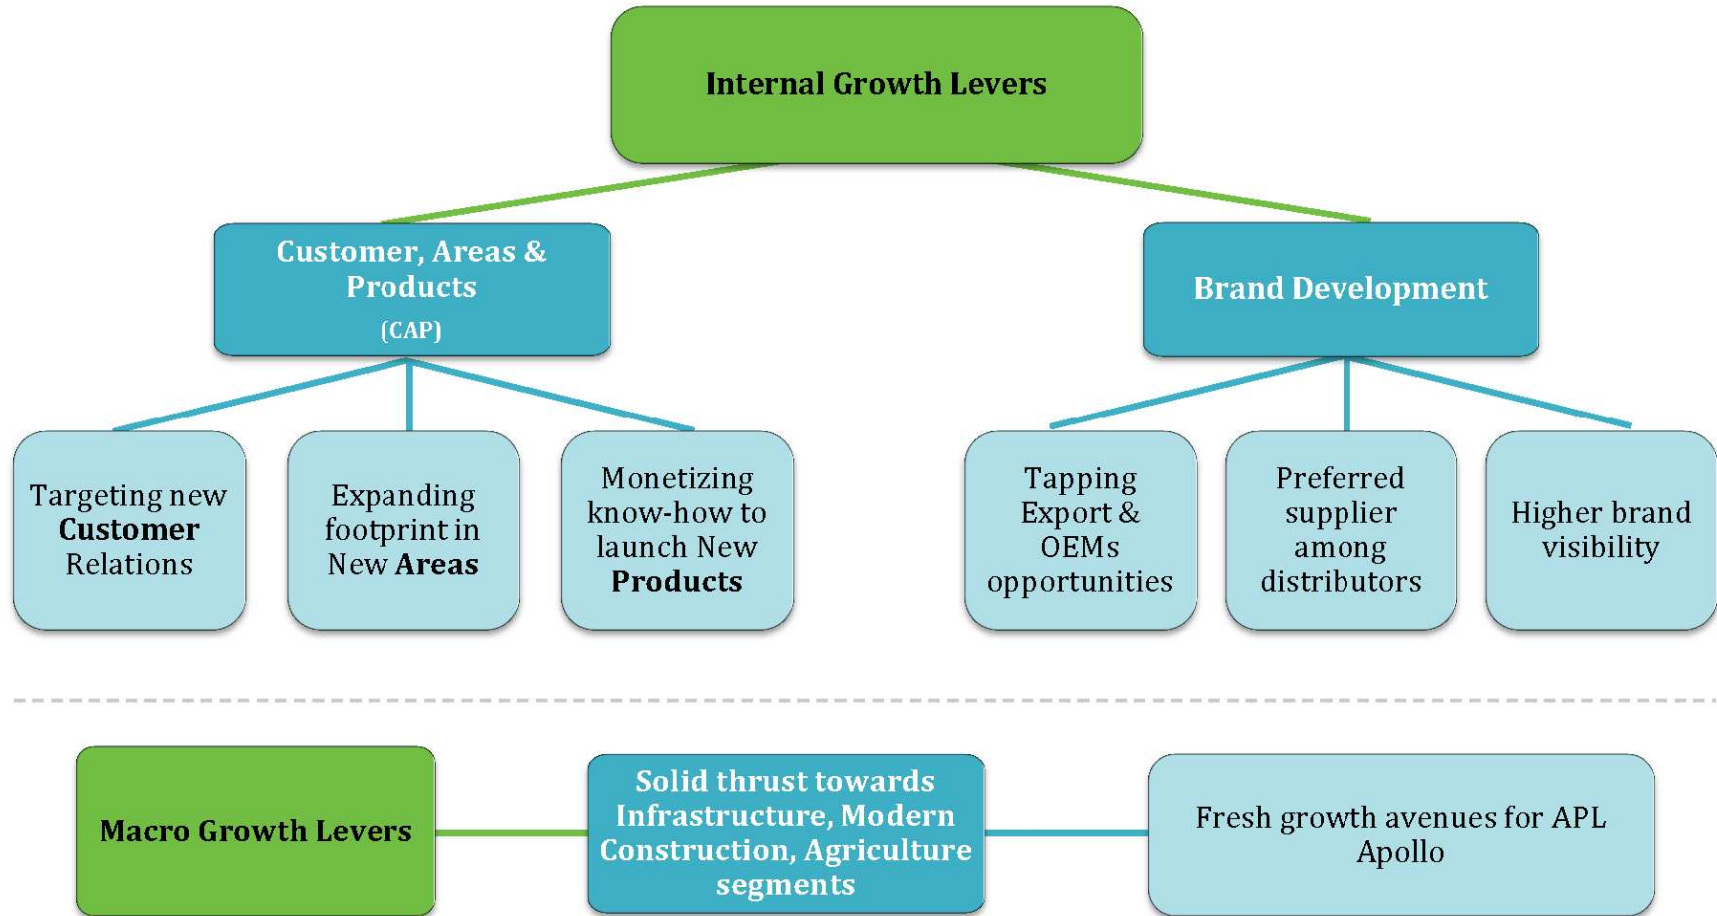 Internal Growth Levers
Customer, Areas &
Products
(CAP)
Brand Development
Targeting new
Customer
Relations
Expanding
footprint in
New Areas
Monetizing
know-how to
launch New
Products
Tapping
Export &
OEMs
opportunities
Preferred
supplier
among
distributors
Higher brand
visibility
Macro Growth Levers
Solid thrust towards
Infrastructure, Modern
Construction, Agriculture
segments
Fresh growth avenues for APL
Apollo